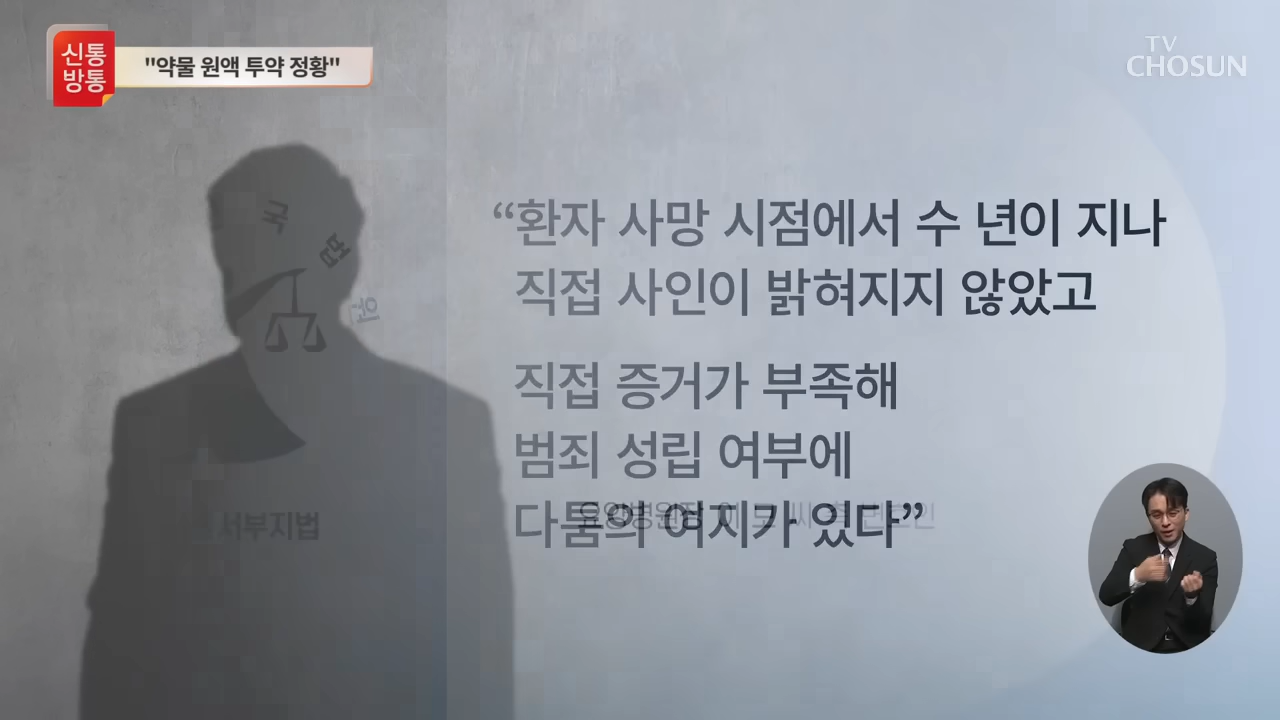 신통
방통
"약물 원액 투약 정황"
TV
CHOSUN
“환자 사망 시점에서 수 년이 지나
직접 사인이 밝혀지지 않았고
직접 증거가 부족해
범죄 성립 여부에
다툼의 여지가 있다”
국
법
원
서부지법